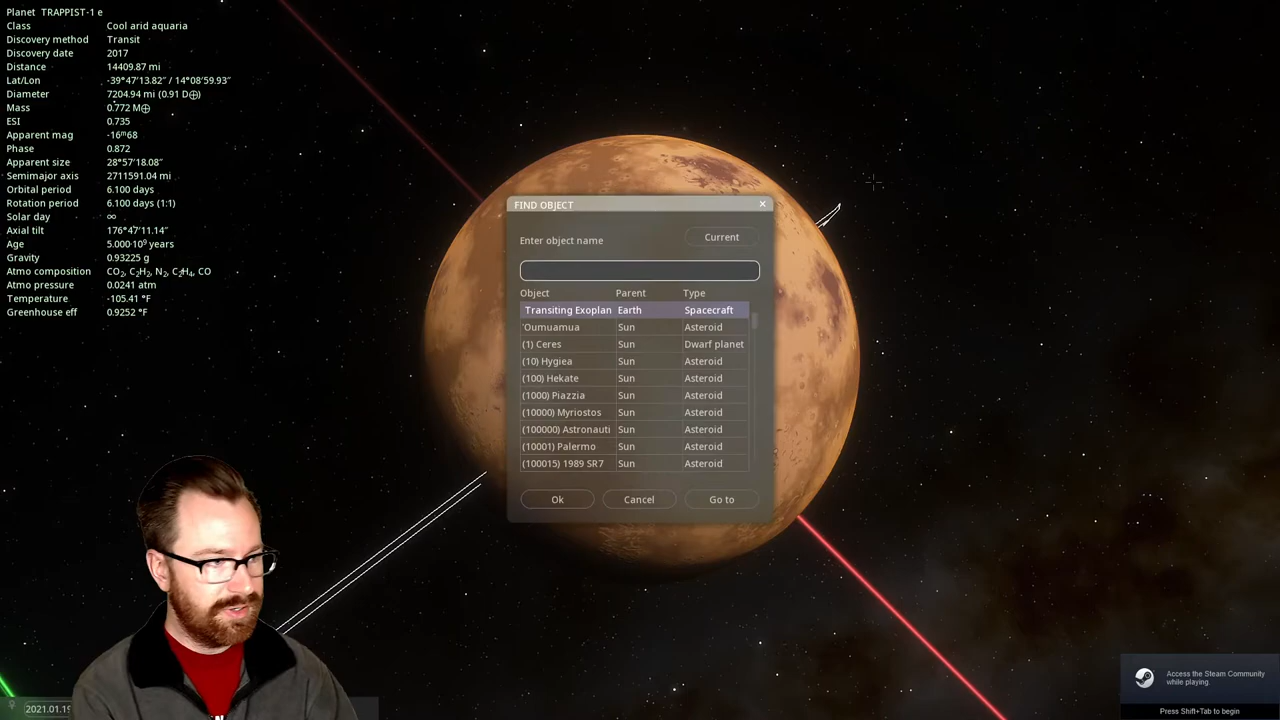 Planet TRAPPIST-1 e
Class Cool arid aquaria
Discovery method Transit
Discovery date 2017
Distance 14409.87 mi
Lat/Lon -39°47′13.82″ / 14°08′59.93″
Diameter 7204.94 mi (0.91 D⊕)
Mass 0.772 M⊕
ESI 0.735
Apparent mag -16ᵐ68
Phase 0.872
Apparent size 28°57′18.08″
Semimajor axis 2711591.04 mi
Orbital period 6.100 days
Rotation period 6.100 days (1:1)
Solar day ∞
Axial tilt 176°47′11.14″
Age 5.000·10⁹ years
Gravity 0.93225 g
Atmo composition CO₂, C₂H₂, N₂, C₂H₄, CO
Atmo pressure 0.0241 atm
Temperature -105.41 °F
Greenhouse eff 0.9252 °F
FIND OBJECT ×
Enter object name Current
Object Parent Type
Transiting Exoplan Earth Spacecraft
'Oumuamua Sun Asteroid
(1) Ceres Sun Dwarf planet
(10) Hygiea Sun Asteroid
(100) Hekate Sun Asteroid
(1000) Piazzia Sun Asteroid
(10000) Myriostos Sun Asteroid
(100000) Astronauti Sun Asteroid
(10001) Palermo Sun Asteroid
(100015) 1989 SR7 Sun Asteroid
Ok Cancel Go to
Access the Steam Community
while playing.
Press Shift+Tab to begin
2021.01.19